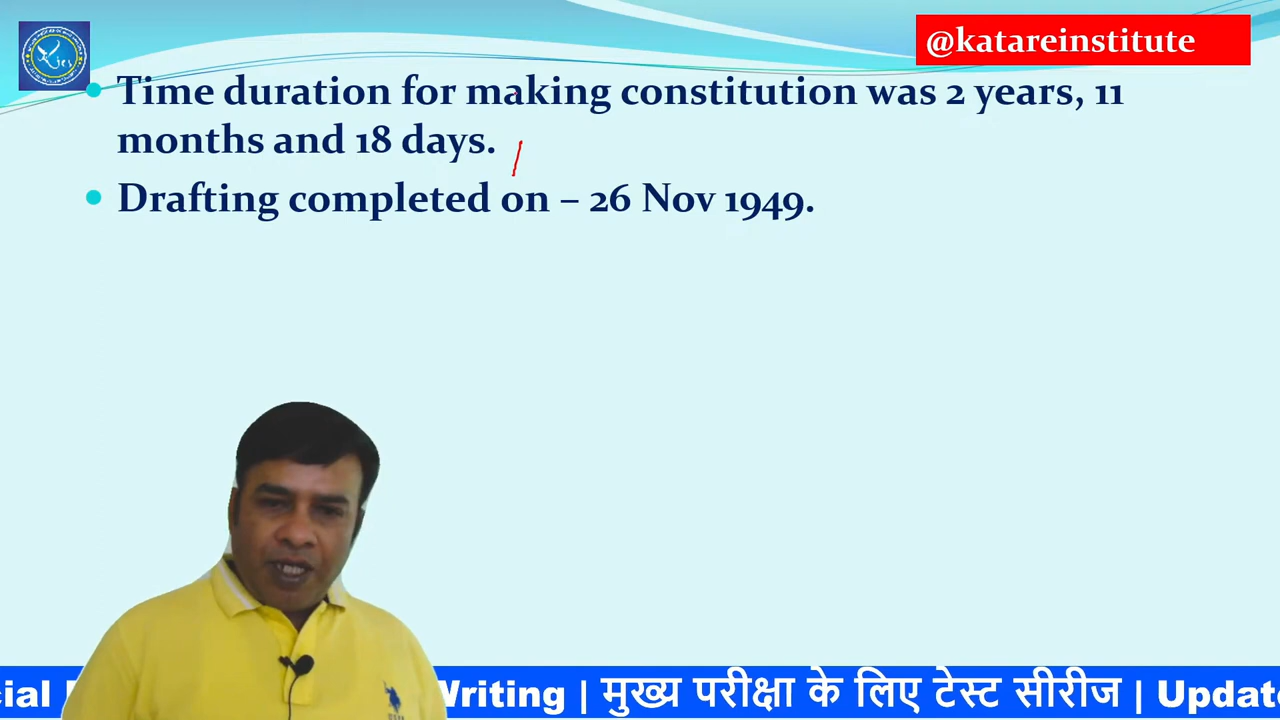 @katareinstitute
Time duration for making constitution was 2 years, 11
months and 18 days.
Drafting completed on – 26 Nov 1949.
Writing | मुख्य परीक्षा के लिए टेस्ट सीरीज | Update